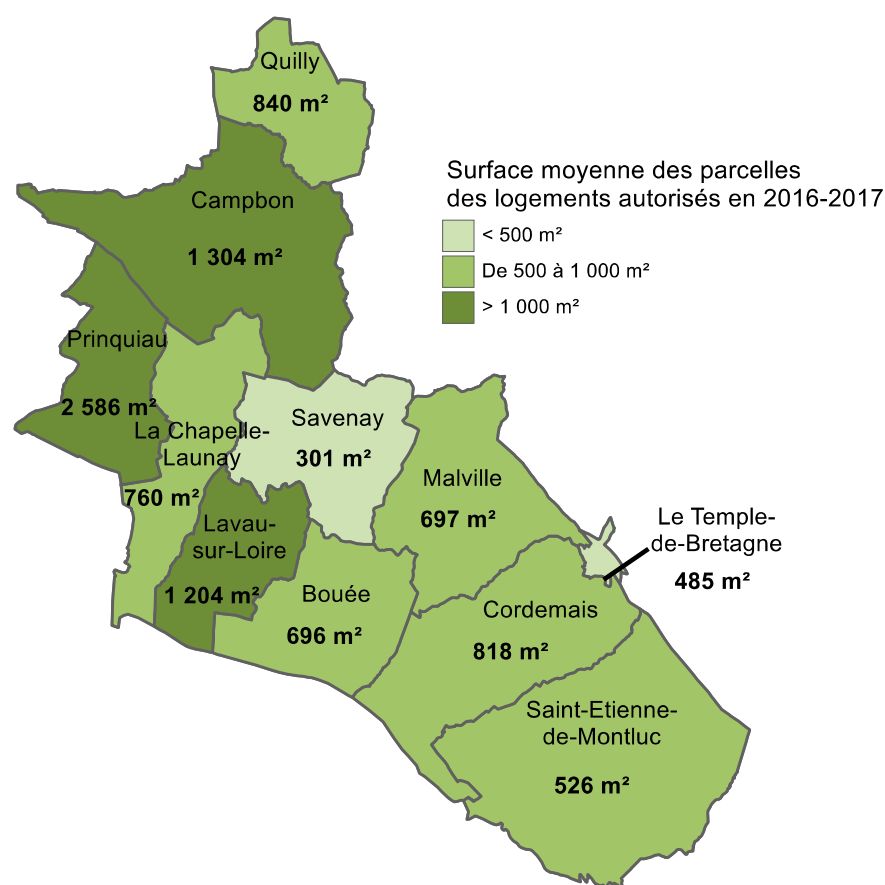 Quilly
840 m²
Surface moyenne des parcelles
des logements autorisés en 2016-2017
< 500 m²
De 500 à 1 000 m²
> 1 000 m²
Campbon
1 304 m²
Prinquiau
2 586 m²
La Chapelle-
Launay
760 m²
Savenay
301 m²
Malville
697 m²
Le Temple-
de-Bretagne
485 m²
Lavau-
sur-Loire
1 204 m²
Bouée
696 m²
Cordemais
818 m²
Saint-Etienne-
de-Montluc
526 m²